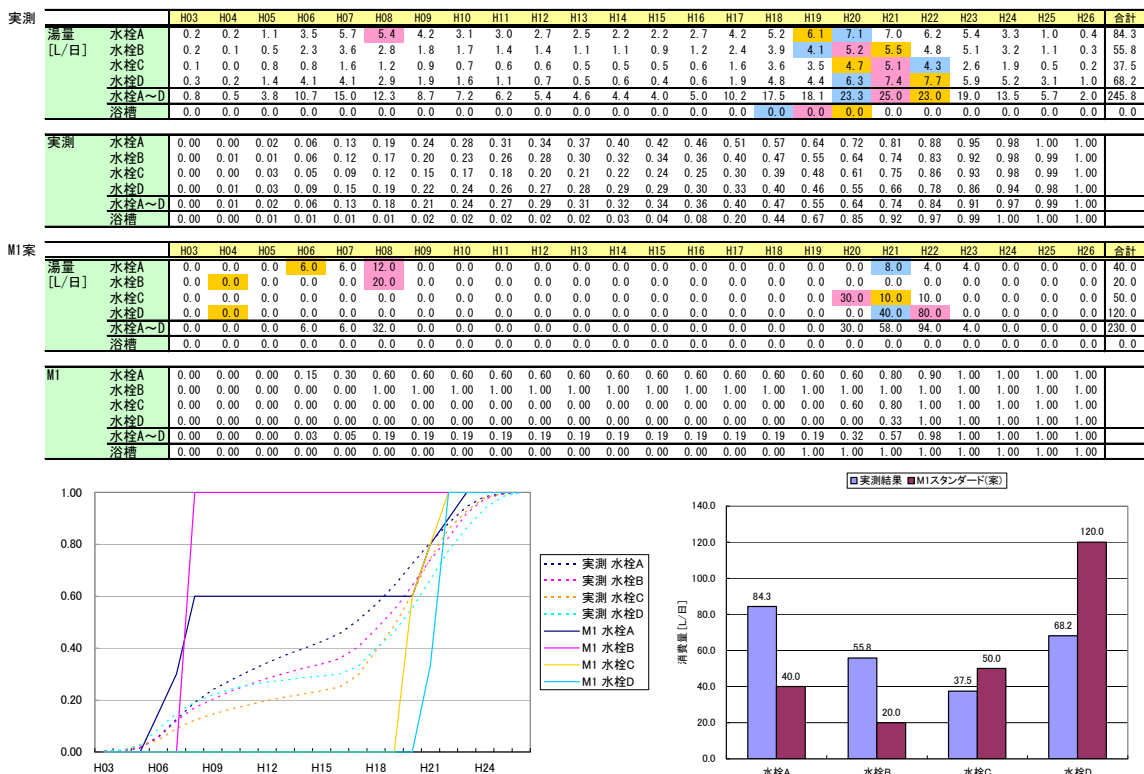 実測 H03 H04 H05 H06 H07 H08 H09 H10 H11 H12 H13 H14 H15 H16 H17 H18 H19 H20 H21 H22 H23 H24 H25 H26 合計
湯量 水栓A 0.2 0.2 1.1 3.5 5.7 5.4 4.2 3.1 3.0 2.7 2.5 2.2 2.2 2.7 4.2 5.2 6.1 7.1 7.0 6.2 5.4 3.3 1.0 0.4 84.3
[L/日] 水栓B 0.2 0.1 0.5 2.3 3.6 2.8 1.8 1.7 1.4 1.4 1.1 1.1 0.9 1.2 2.4 3.9 4.1 5.2 5.5 4.8 5.1 3.2 1.1 0.3 55.8
水栓C 0.1 0.0 0.8 0.8 1.6 1.2 0.9 0.7 0.6 0.6 0.5 0.5 0.5 0.6 1.6 3.6 3.5 4.7 5.1 4.3 2.6 1.9 0.5 0.2 37.5
水栓D 0.3 0.2 1.4 4.1 4.1 2.9 1.9 1.6 1.1 0.7 0.5 0.6 0.4 0.6 1.9 4.8 4.4 6.3 7.4 7.7 5.9 5.2 3.1 1.0 68.2
水栓A～D 0.8 0.5 3.8 10.7 15.0 12.3 8.7 7.2 6.2 5.4 4.6 4.4 4.0 5.0 10.2 17.5 18.1 23.3 25.0 23.0 19.0 13.5 5.7 2.0 245.8
浴槽 0.0 0.0 0.0 0.0 0.0 0.0 0.0 0.0 0.0 0.0 0.0 0.0 0.0 0.0 0.0 0.0 0.0 0.0 0.0 0.0 0.0 0.0 0.0 0.0 0.0
実測 水栓A 0.00 0.00 0.02 0.06 0.13 0.19 0.24 0.28 0.31 0.34 0.37 0.40 0.42 0.46 0.51 0.57 0.64 0.72 0.81 0.88 0.95 0.98 1.00 1.00
水栓B 0.00 0.01 0.01 0.06 0.12 0.17 0.20 0.23 0.26 0.28 0.30 0.32 0.34 0.36 0.40 0.47 0.55 0.64 0.74 0.83 0.92 0.98 0.99 1.00
水栓C 0.00 0.00 0.03 0.05 0.09 0.12 0.15 0.17 0.18 0.20 0.21 0.22 0.24 0.25 0.30 0.39 0.48 0.61 0.75 0.86 0.93 0.98 0.99 1.00
水栓D 0.00 0.01 0.03 0.09 0.15 0.19 0.22 0.24 0.26 0.27 0.28 0.29 0.29 0.30 0.33 0.40 0.46 0.55 0.66 0.78 0.86 0.94 0.98 1.00
水栓A～D 0.00 0.01 0.02 0.06 0.13 0.18 0.21 0.24 0.27 0.29 0.31 0.32 0.34 0.36 0.40 0.47 0.55 0.64 0.74 0.84 0.91 0.97 0.99 1.00
浴槽 0.00 0.00 0.01 0.01 0.01 0.01 0.02 0.02 0.02 0.02 0.02 0.03 0.04 0.08 0.20 0.44 0.67 0.85 0.92 0.97 0.99 1.00 1.00 1.00
M1案 H03 H04 H05 H06 H07 H08 H09 H10 H11 H12 H13 H14 H15 H16 H17 H18 H19 H20 H21 H22 H23 H24 H25 H26 合計
湯量 水栓A 0.0 0.0 0.0 6.0 6.0 12.0 0.0 0.0 0.0 0.0 0.0 0.0 0.0 0.0 0.0 0.0 0.0 0.0 8.0 4.0 4.0 0.0 0.0 0.0 40.0
[L/日] 水栓B 0.0 0.0 0.0 0.0 0.0 20.0 0.0 0.0 0.0 0.0 0.0 0.0 0.0 0.0 0.0 0.0 0.0 0.0 0.0 0.0 0.0 0.0 0.0 0.0 20.0
水栓C 0.0 0.0 0.0 0.0 0.0 0.0 0.0 0.0 0.0 0.0 0.0 0.0 0.0 0.0 0.0 0.0 0.0 30.0 10.0 10.0 0.0 0.0 0.0 0.0 50.0
水栓D 0.0 0.0 0.0 0.0 0.0 0.0 0.0 0.0 0.0 0.0 0.0 0.0 0.0 0.0 0.0 0.0 0.0 0.0 40.0 80.0 0.0 0.0 0.0 0.0 120.0
水栓A～D 0.0 0.0 0.0 6.0 6.0 32.0 0.0 0.0 0.0 0.0 0.0 0.0 0.0 0.0 0.0 0.0 0.0 30.0 58.0 94.0 4.0 0.0 0.0 0.0 230.0
浴槽 0.0 0.0 0.0 0.0 0.0 0.0 0.0 0.0 0.0 0.0 0.0 0.0 0.0 0.0 0.0 0.0 0.0 0.0 0.0 0.0 0.0 0.0 0.0 0.0 0.0
M1 水栓A 0.00 0.00 0.00 0.15 0.30 0.60 0.60 0.60 0.60 0.60 0.60 0.60 0.60 0.60 0.60 0.60 0.60 0.60 0.80 0.90 1.00 1.00 1.00 1.00
水栓B 0.00 0.00 0.00 0.00 0.00 1.00 1.00 1.00 1.00 1.00 1.00 1.00 1.00 1.00 1.00 1.00 1.00 1.00 1.00 1.00 1.00 1.00 1.00 1.00
水栓C 0.00 0.00 0.00 0.00 0.00 0.00 0.00 0.00 0.00 0.00 0.00 0.00 0.00 0.00 0.00 0.00 0.00 0.60 0.80 1.00 1.00 1.00 1.00 1.00
水栓D 0.00 0.00 0.00 0.00 0.00 0.00 0.00 0.00 0.00 0.00 0.00 0.00 0.00 0.00 0.00 0.00 0.00 0.00 0.33 1.00 1.00 1.00 1.00 1.00
水栓A～D 0.00 0.00 0.00 0.03 0.05 0.19 0.19 0.19 0.19 0.19 0.19 0.19 0.19 0.19 0.19 0.19 0.19 0.32 0.57 0.98 1.00 1.00 1.00 1.00
浴槽 0.00 0.00 0.00 0.00 0.00 0.00 0.00 0.00 0.00 0.00 0.00 0.00 0.00 0.00 0.00 0.00 1.00 1.00 1.00 1.00 1.00 1.00 1.00 1.00
1.00
0.80
0.60
0.40
0.20
0.00
H03 H06 H09 H12 H15 H18 H21 H24
実測 水栓A
実測 水栓B
実測 水栓C
実測 水栓D
M1 水栓A
M1 水栓B
M1 水栓C
M1 水栓D
実測結果 M1スタンダード(案)
消費量[L/日]
140.0
120.0
100.0
80.0
60.0
40.0
20.0
0.0
84.3
40.0
55.8
20.0
37.5
50.0
68.2
120.0
水栓A 水栓B 水栓C 水栓D